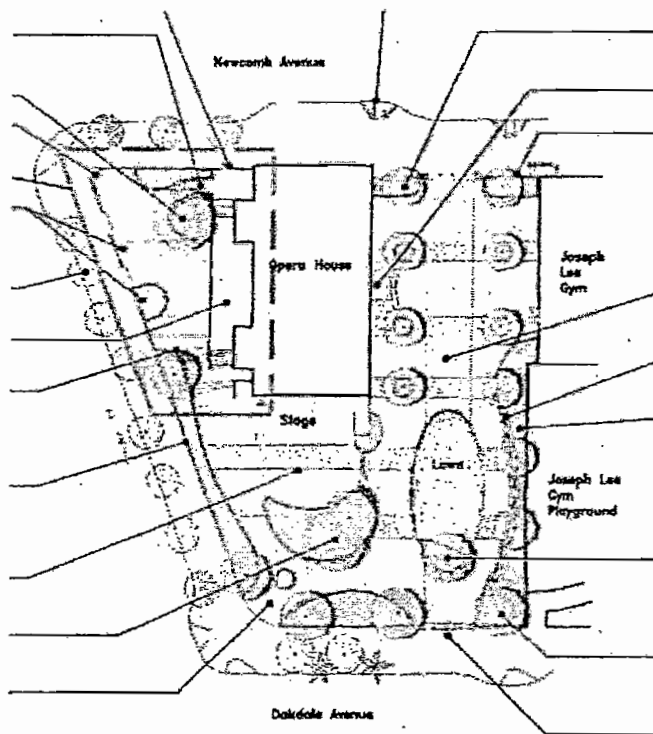 Newcomb Avenue
Opera House
Joseph
Lee
Gym
Stage
Lawn
Joseph Lee
Gym
Playground
Oakdale Avenue